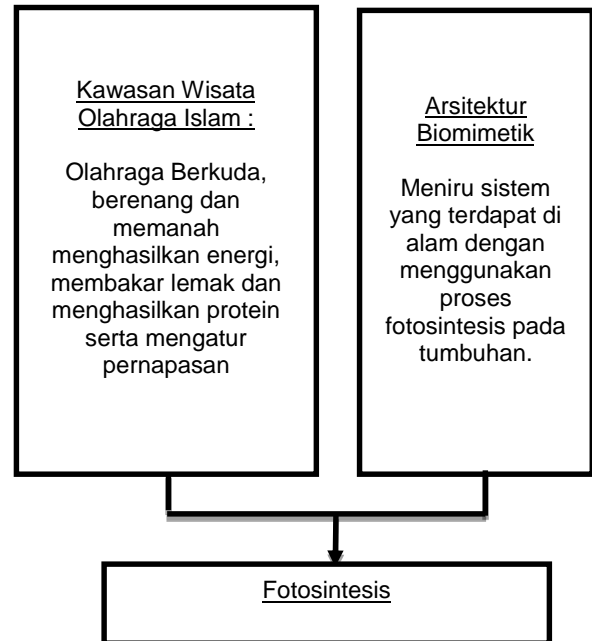 Kawasan Wisata
Olahraga Islam :
Olahraga Berkuda,
berenang dan
memanah
menghasilkan energi,
membakar lemak dan
menghasilkan protein
serta mengatur
pernapasan
Arsitektur
Biomimetik
Meniru sistem
yang terdapat di
alam dengan
menggunakan
proses
fotosintesis pada
tumbuhan.
Fotosintesis